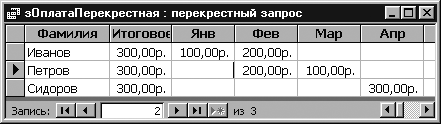 зОплатаПерекрестная : перекрестный запрос
Фамилия Итоговое Янв Фев Мар Апр
Иванов 300,00р. 100,00р. 200,00р.
Петров 300,00р. 200,00р. 100,00р.
Сидоров 300,00р. 300,00р.
Запись: 2 из 3